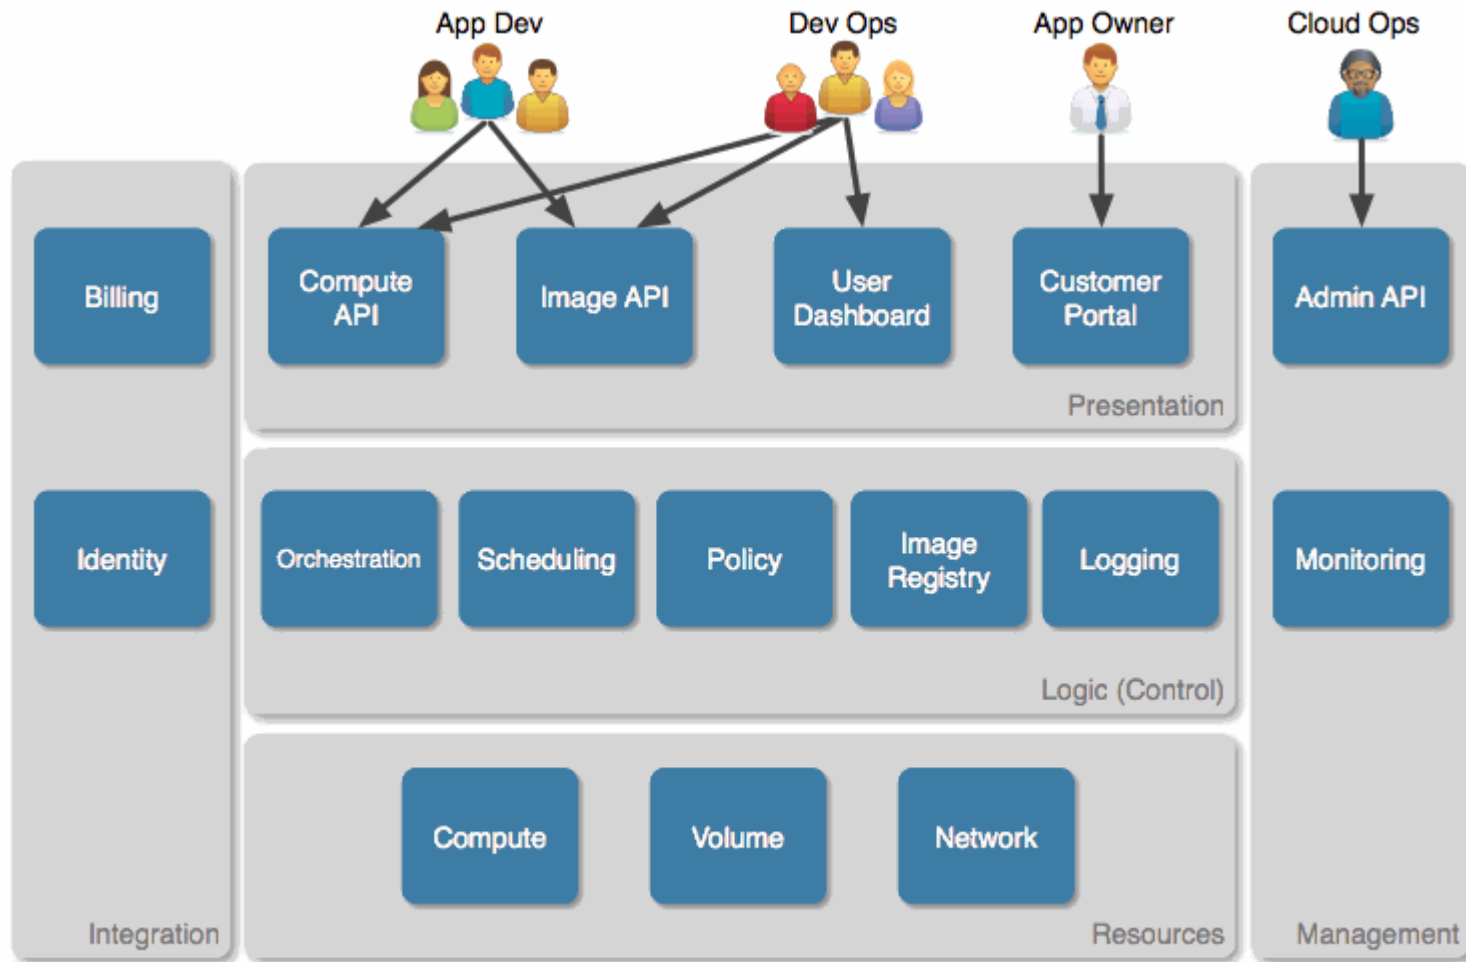 App Dev
Dev Ops
App Owner
Cloud Ops
Billing
Compute
API
Image API
User
Dashboard
Customer
Portal
Admin API
Presentation
Identity
Orchestration
Scheduling
Policy
Image
Registry
Logging
Monitoring
Logic (Control)
Compute
Volume
Network
Integration
Resources
Management